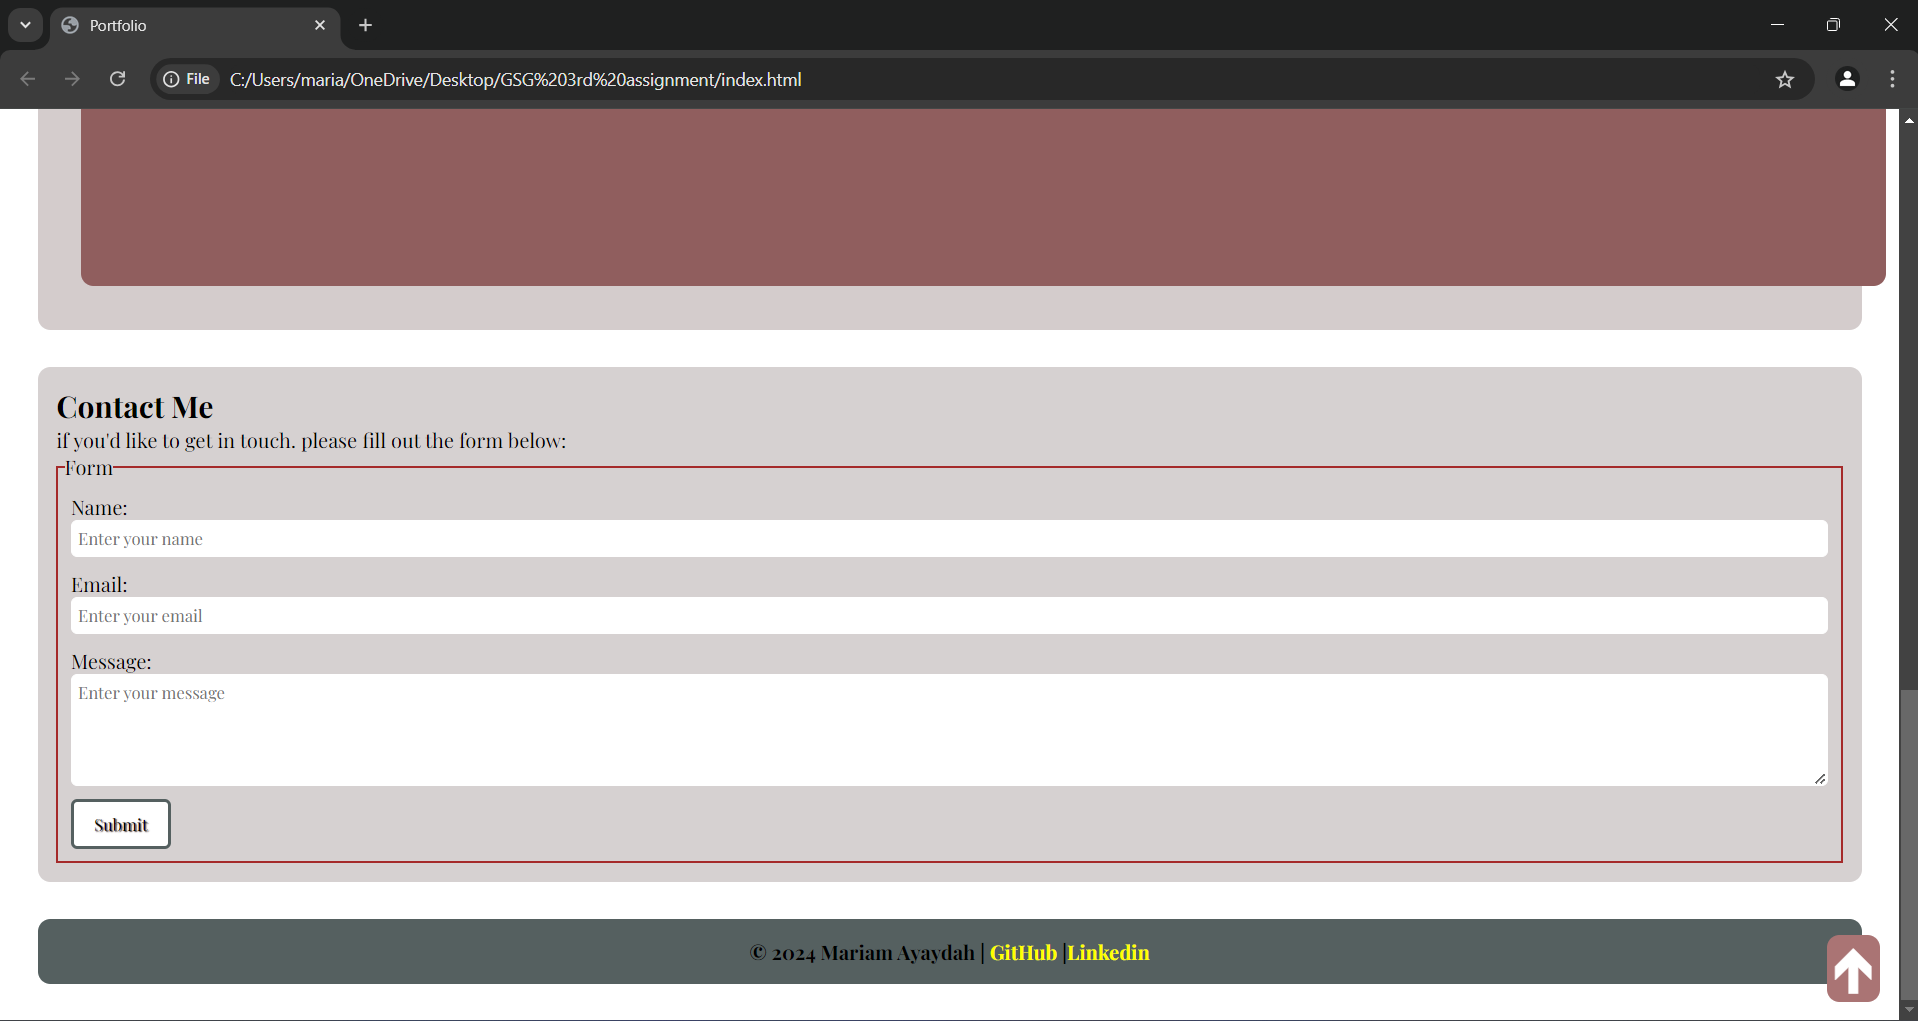 Portfolio
File
C:/Users/maria/OneDrive/Desktop/GSG%203rd%20assignment/index.html
Contact Me
if you'd like to get in touch. please fill out the form below:
Form
Name:
Enter your name
Email:
Enter your email
Message:
Enter your message
Submit
© 2024 Mariam Ayaydah | GitHub |Linkedin